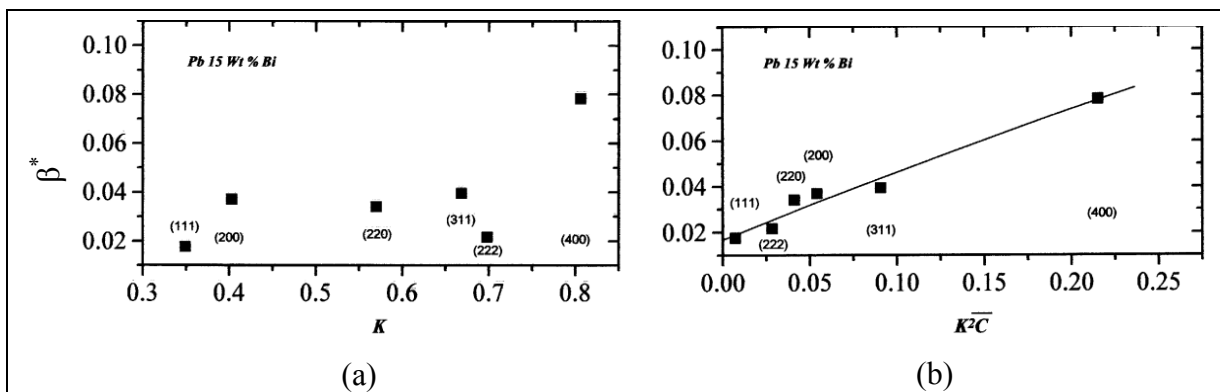 0.10
0.08
0.06
0.04
0.02
β*
Pb 15 Wt % Bi
(111)
(200)
(220)
(311)
(222)
(400)
0.3 0.4 0.5 0.6 0.7 0.8
K
(a)
0.10
0.08
0.06
0.04
0.02
Pb 15 Wt % Bi
(200)
(220)
(111)
(222)
(311)
(400)
0.00 0.05 0.10 0.15 0.20 0.25
K²C̅
(b)